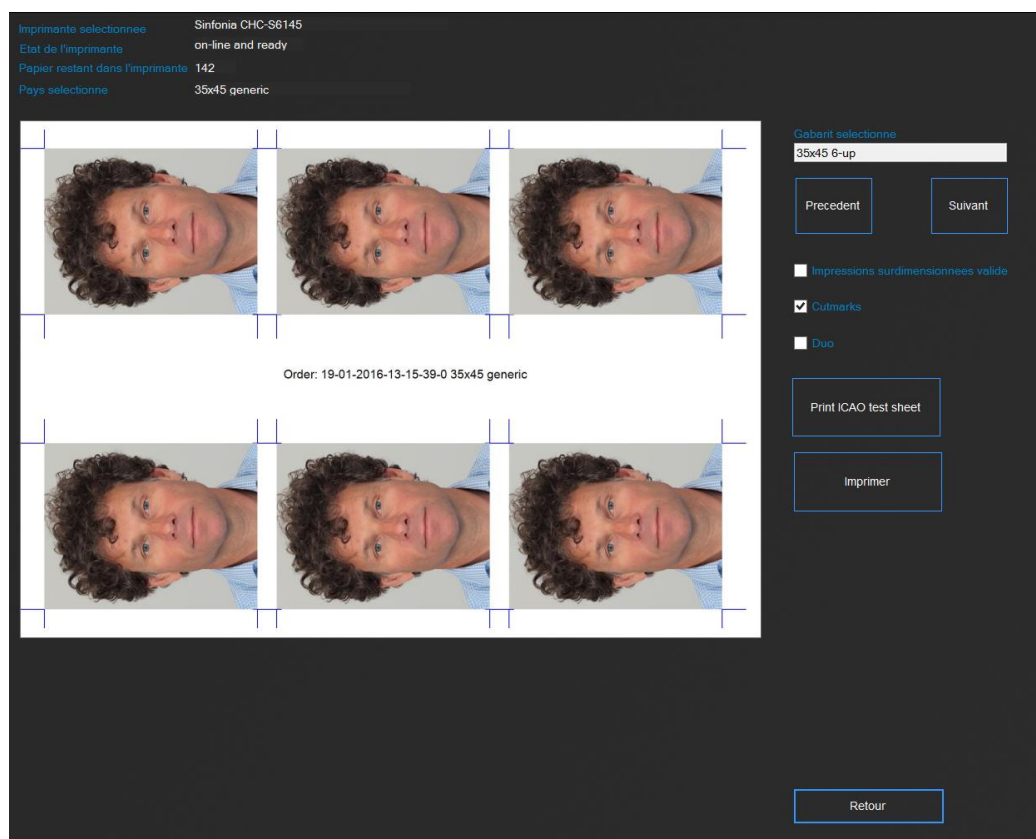 Imprimante selectionnee Sinfonia CHC-S6145
Etat de l'imprimante on-line and ready
Papier restant dans l'imprimante 142
Pays selectionne 35x45 generic
Gabarit selectionne
35x45 6-up
Precedent Suivant
Impressions surdimensionnees valide
Cutmarks
Duo
Order: 19-01-2016-13-15-39-0 35x45 generic
Print ICAO test sheet
Imprimer
Retour